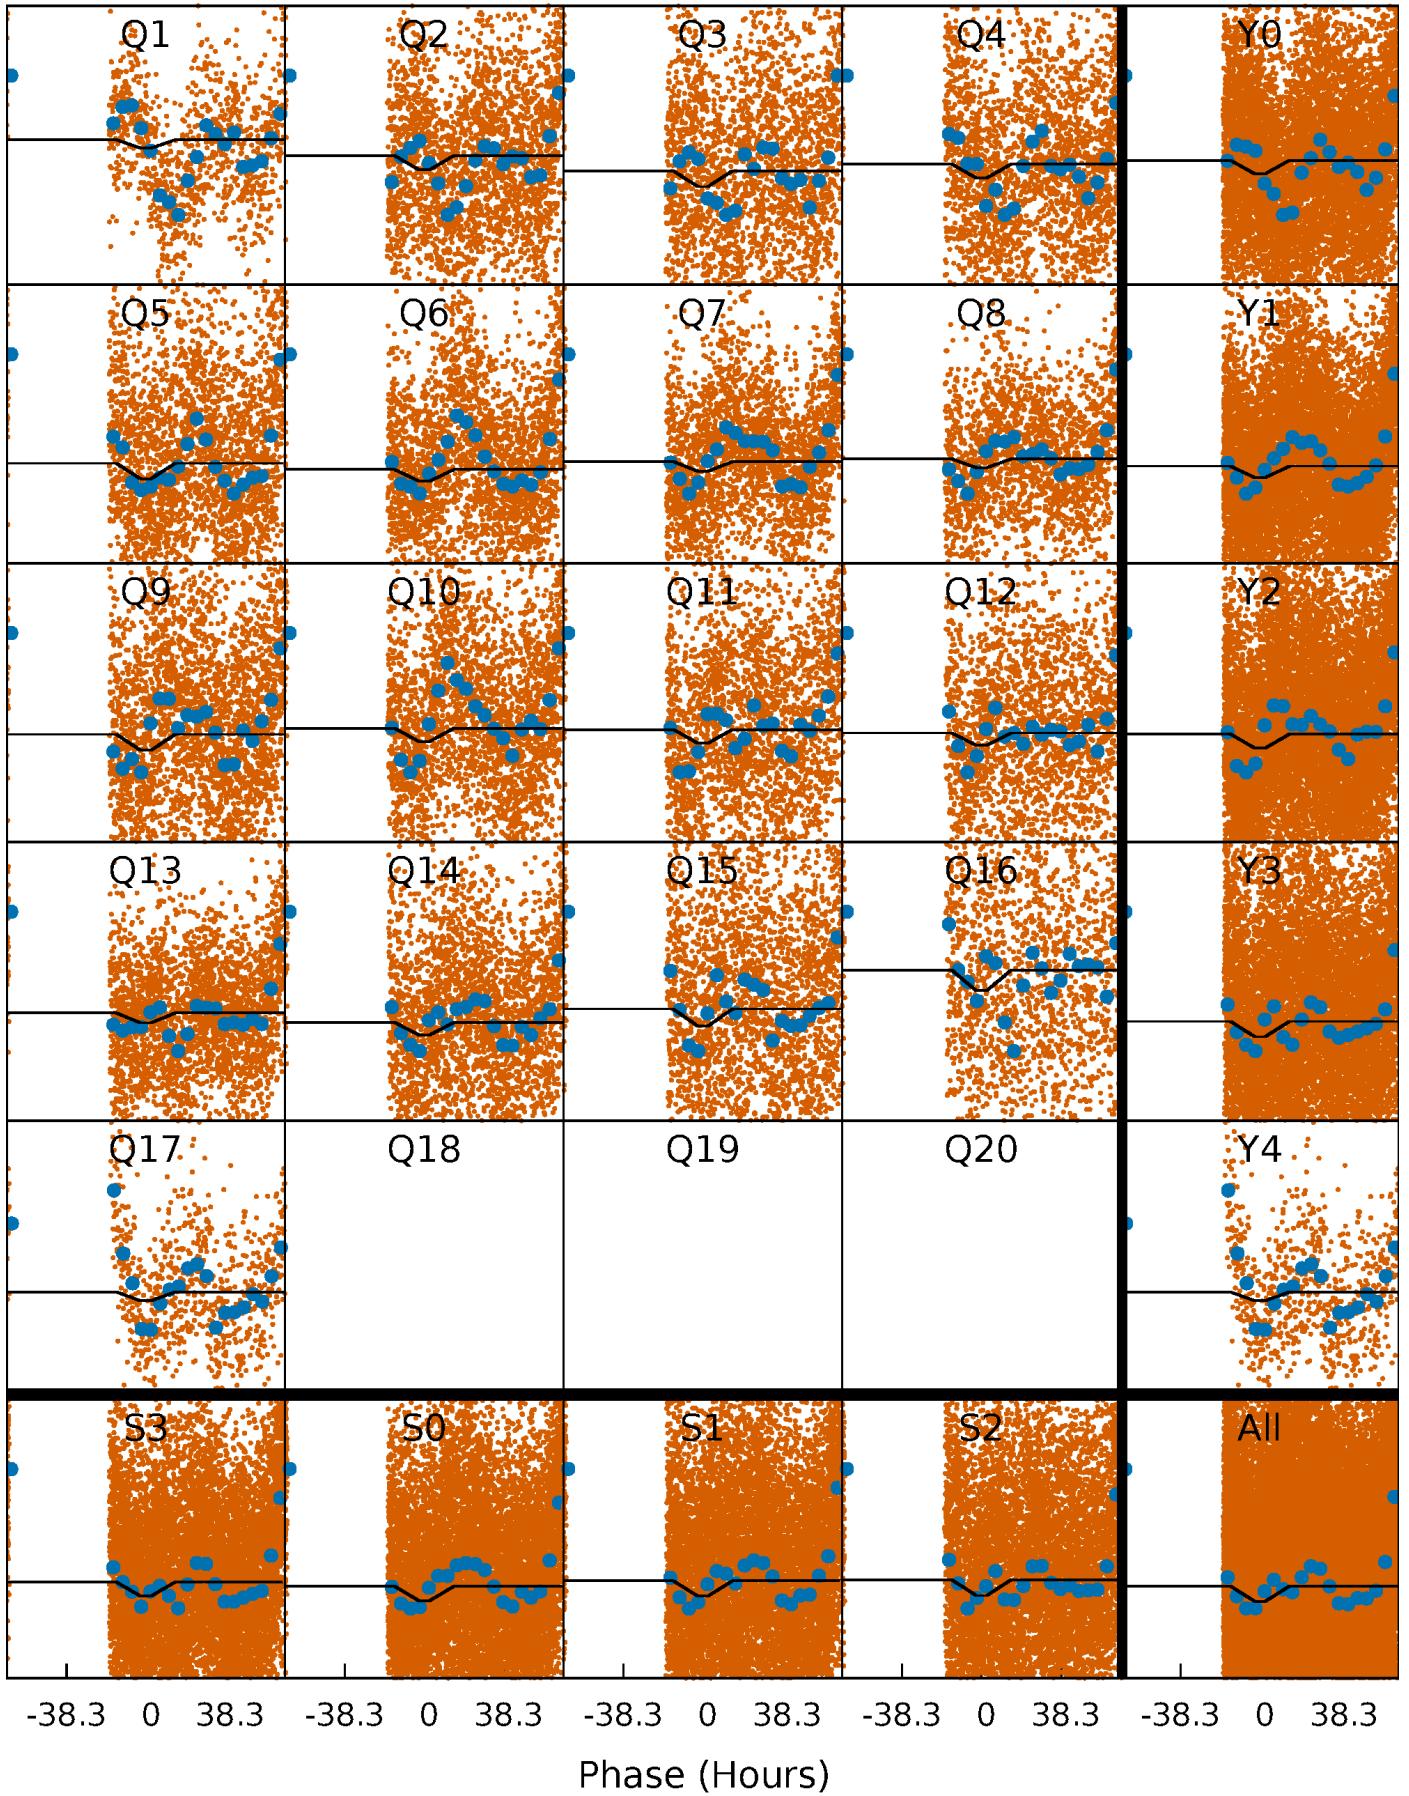 Q1 Q2 Q3 Q4 Y0
Q5 Q6 Q7 Q8 Y1
Q9 Q10 Q11 Q12 Y2
Q13 Q14 Q15 Q16 Y3
Q17 Q18 Q19 Q20 Y4
S3 S0 S1 S2 All
-38.3 0 38.3 -38.3 0 38.3 -38.3 0 38.3 -38.3 0 38.3 -38.3 0 38.3
Phase (Hours)